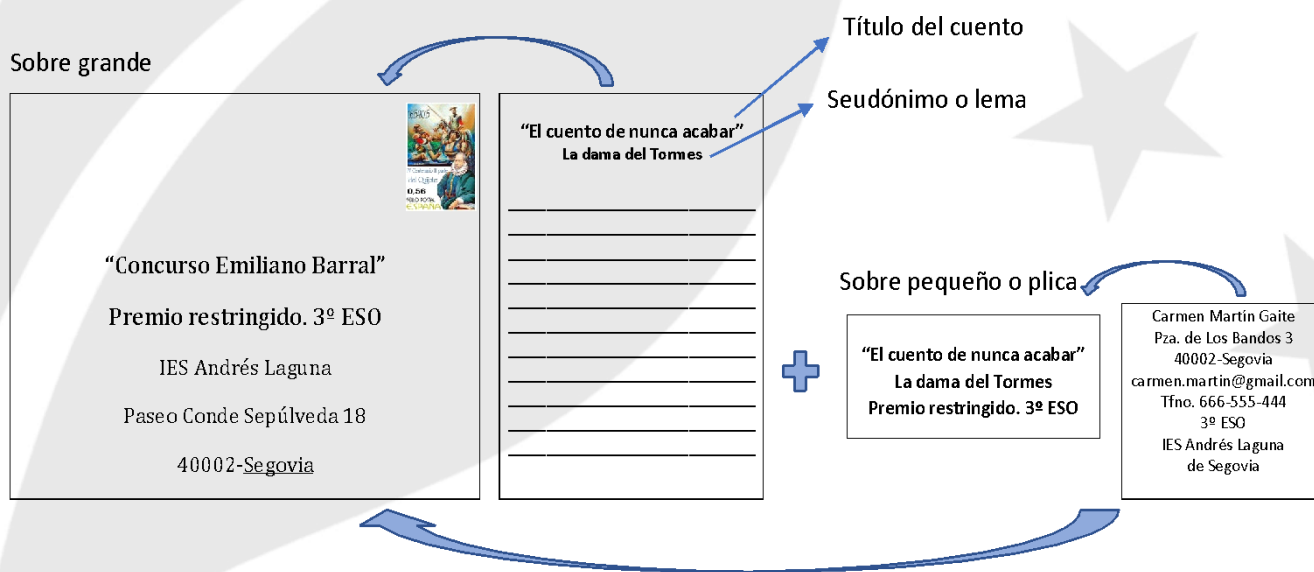 Título del cuento
Sobre grande
Seudónimo o lema
"El cuento de nunca acabar"
La dama del Tormes
0,56
ESPAÑA
"Concurso Emiliano Barral"
Premio restringido. 3º ESO
IES Andrés Laguna
Paseo Conde Sepúlveda 18
40002-Segovia
Sobre pequeño o plica
"El cuento de nunca acabar"
La dama del Tormes
Premio restringido. 3º ESO
Carmen Martín Gaite
Pza. de Los Bandos 3
40002-Segovia
carmen.martin@gmail.com
Tfno. 666-555-444
3º ESO
IES Andrés Laguna
de Segovia